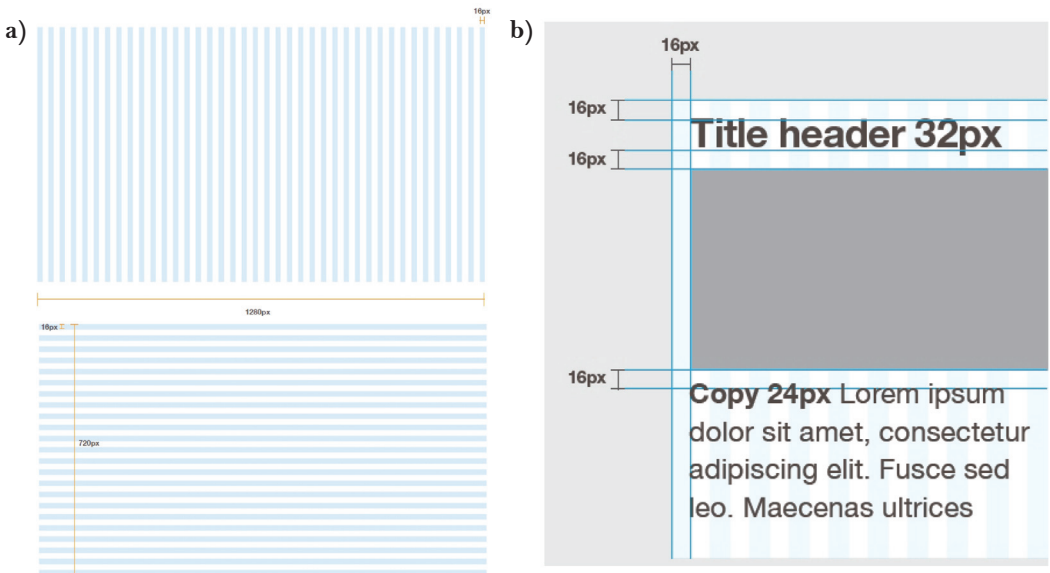 a)
16px
1280px
16px
720px
b)
16px
16px
Title header 32px
16px
16px
Copy 24px Lorem ipsum
dolor sit amet, consectetur
adipiscing elit. Fusce sed
leo. Maecenas ultrices